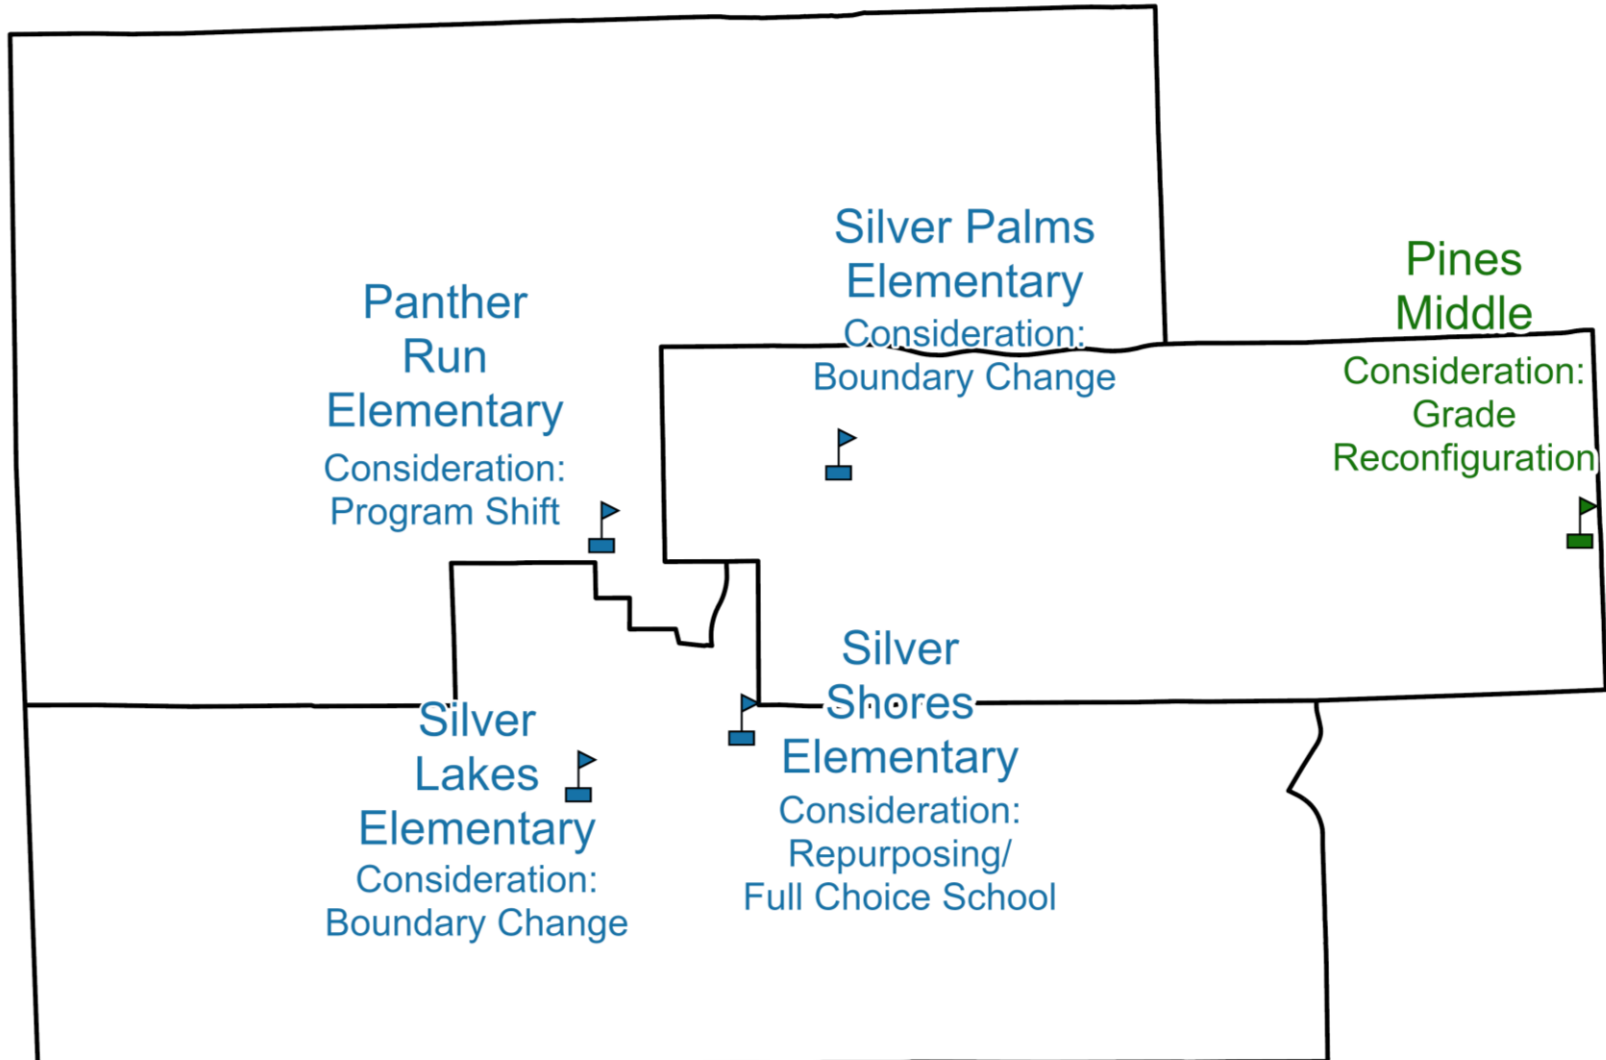 Silver Palms
Elementary
Consideration:
Boundary Change
Pines
Middle
Consideration:
Grade
Reconfiguration
Panther
Run
Elementary
Consideration:
Program Shift
Silver
Shores
Elementary
Consideration:
Repurposing/
Full Choice School
Silver
Lakes
Elementary
Consideration:
Boundary Change